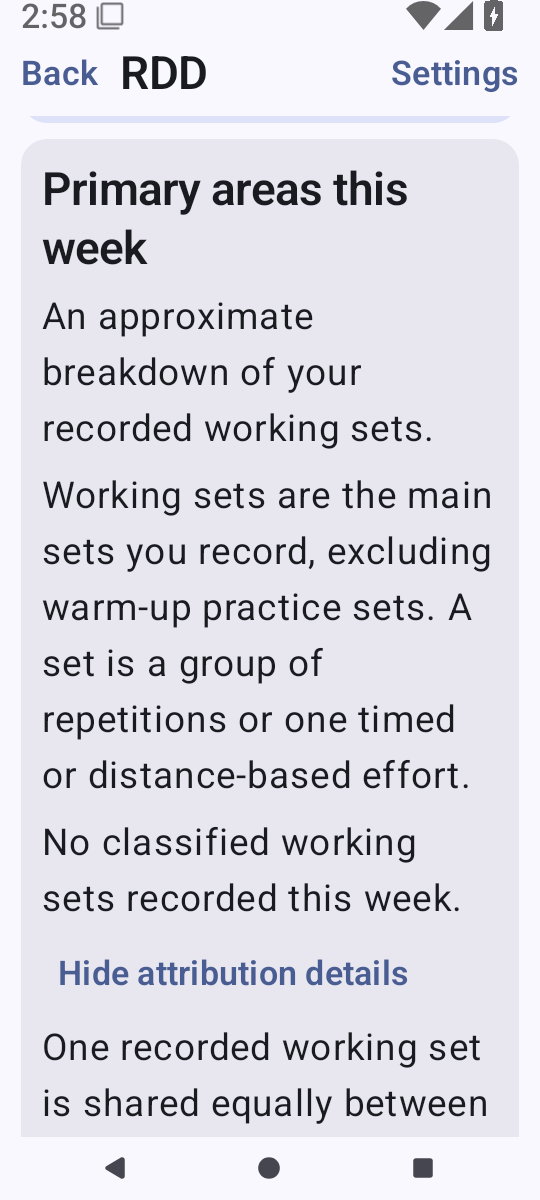 2:58
Back RDD Settings
Primary areas this
week
An approximate
breakdown of your
recorded working sets.
Working sets are the main
sets you record, excluding
warm-up practice sets. A
set is a group of
repetitions or one timed
or distance-based effort.
No classified working
sets recorded this week.
Hide attribution details
One recorded working set
is shared equally between